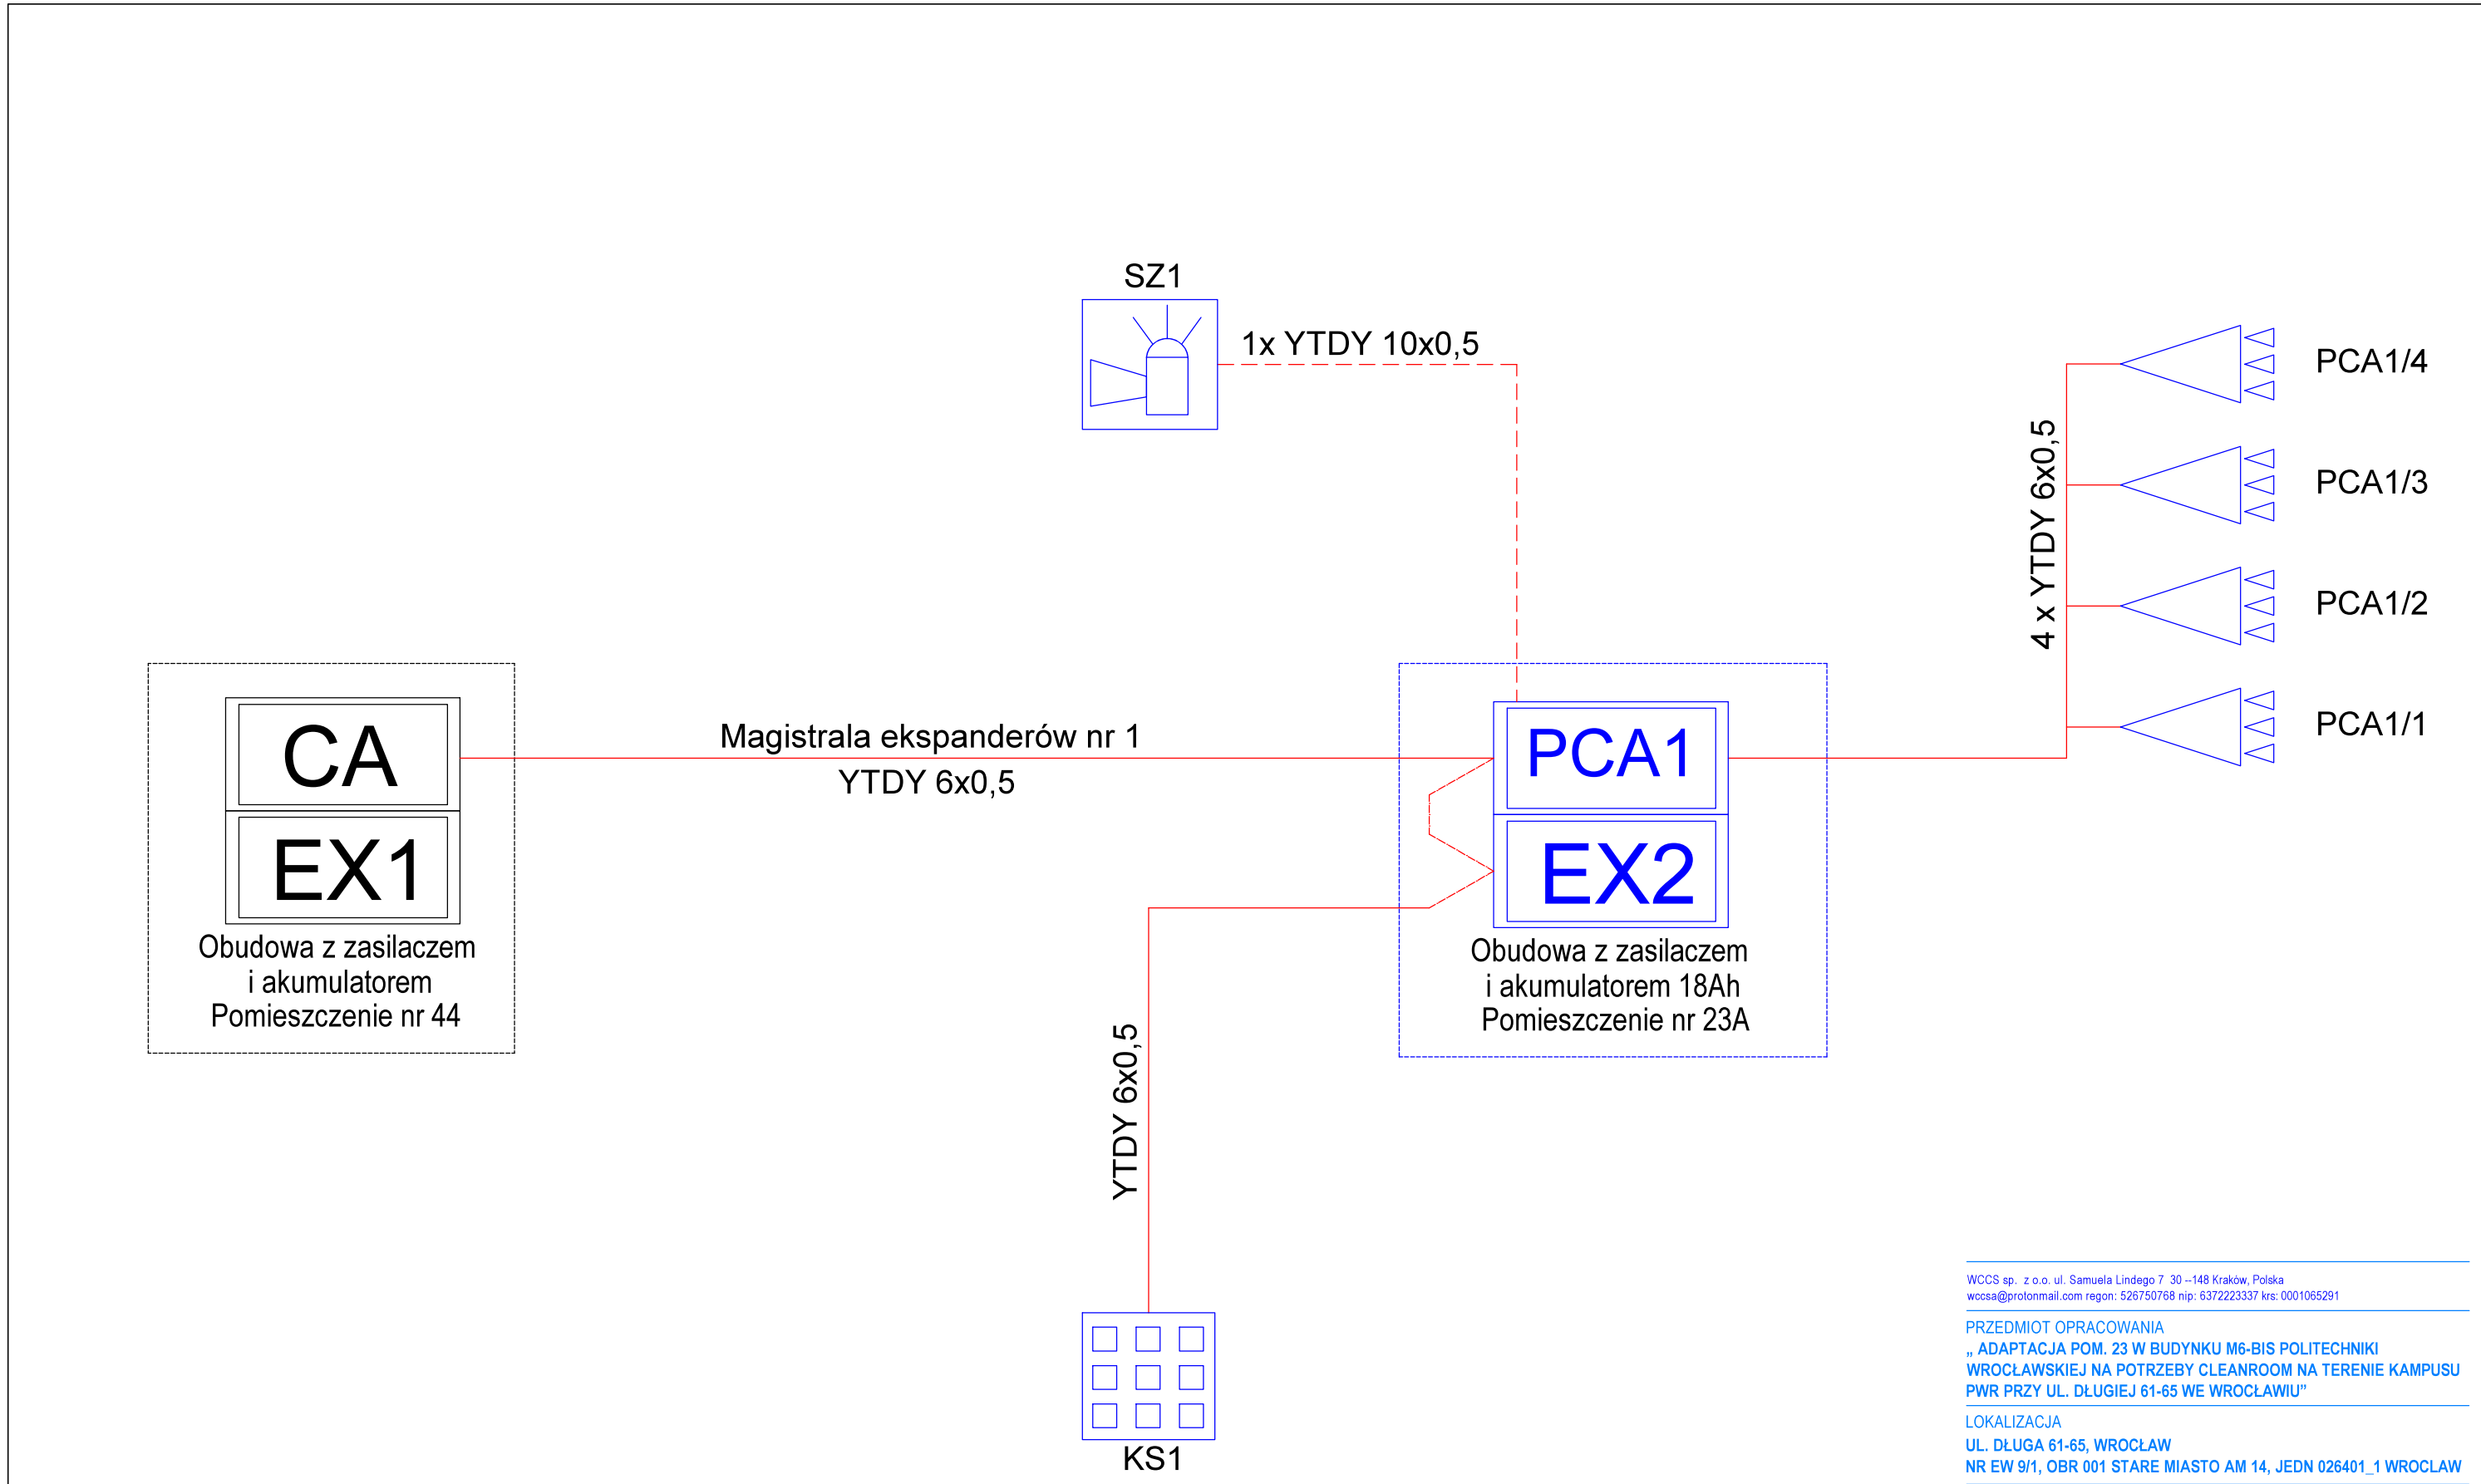 SZ1
1x YTDY 10x0,5
PCA1/4
PCA1/3
4 x YTDY 6x0,5
PCA1/2
PCA1/1
CA
EX1
Obudowa z zasilaczem
i akumulatorem
Pomieszczenie nr 44
Magistrala ekspanderów nr 1
YTDY 6x0,5
PCA1
EX2
Obudowa z zasilaczem
i akumulatorem 18Ah
Pomieszczenie nr 23A
YTDY 6x0,5
KS1
WCCS sp. z o.o. ul. Samuela Lindego 7 30 --148 Kraków, Polska
wccsa@protonmail.com regon: 526750768 nip: 6372223337 krs: 0001065291
PRZEDMIOT OPRACOWANIA
„ ADAPTACJA POM. 23 W BUDYNKU M6-BIS POLITECHNIKI
WROCŁAWSKIEJ NA POTRZEBY CLEANROOM NA TERENIE KAMPUSU
PWR PRZY UL. DŁUGIEJ 61-65 WE WROCŁAWIU”
LOKALIZACJA
UL. DŁUGA 61-65, WROCŁAW
NR EW 9/1, OBR 001 STARE MIASTO AM 14, JEDN 026401_1 WROCLAW